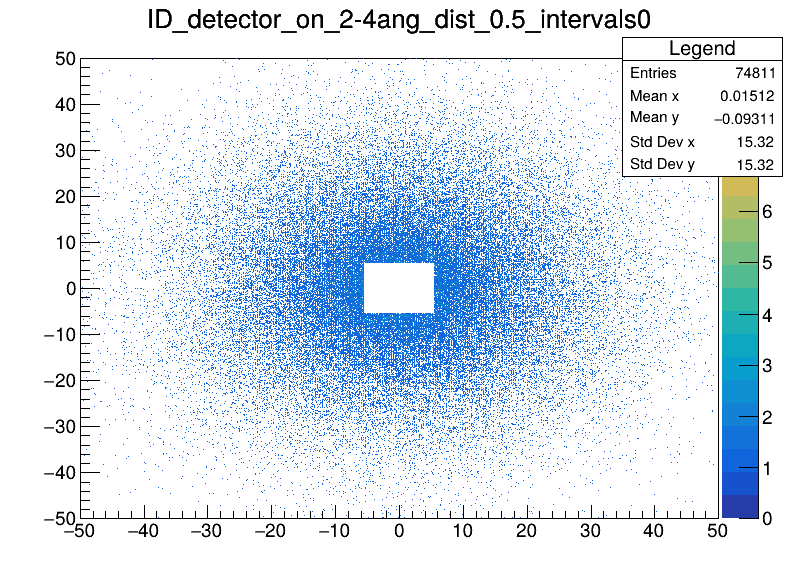 ID_detector_on_2-4ang_dist_0.5_intervals0
Legend
Entries 74811
Mean x 0.01512
Mean y −0.09311
Std Dev x 15.32
Std Dev y 15.32
50
40
30
20
10
0
−10
−20
−30
−40
−50
−50 −40 −30 −20 −10 0 10 20 30 40 50
6
5
4
3
2
1
0